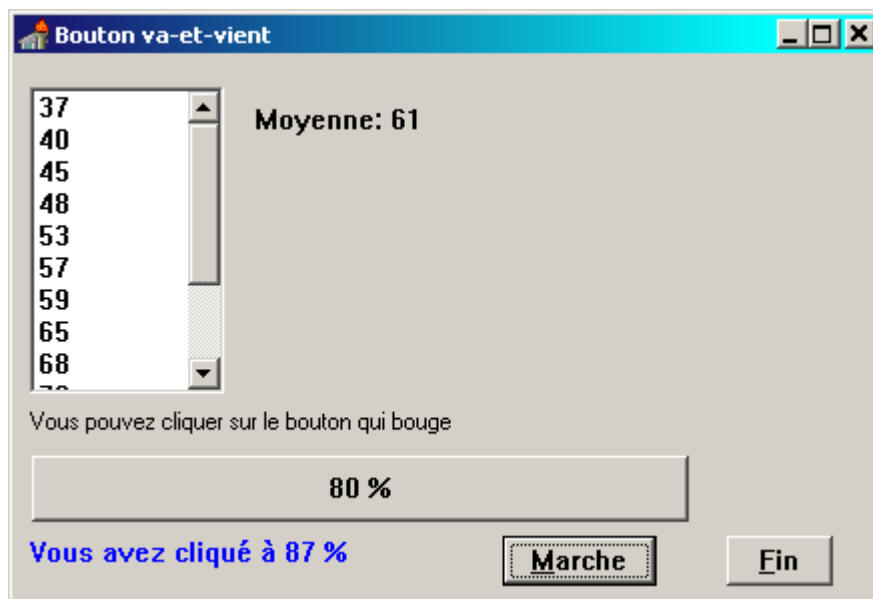 Bouton va-et-vient
37
40
45
48
53
57
59
65
68
Moyenne: 61
Vous pouvez cliquer sur le bouton qui bouge
80 %
Vous avez cliqué à 87 %
Marche
Fin